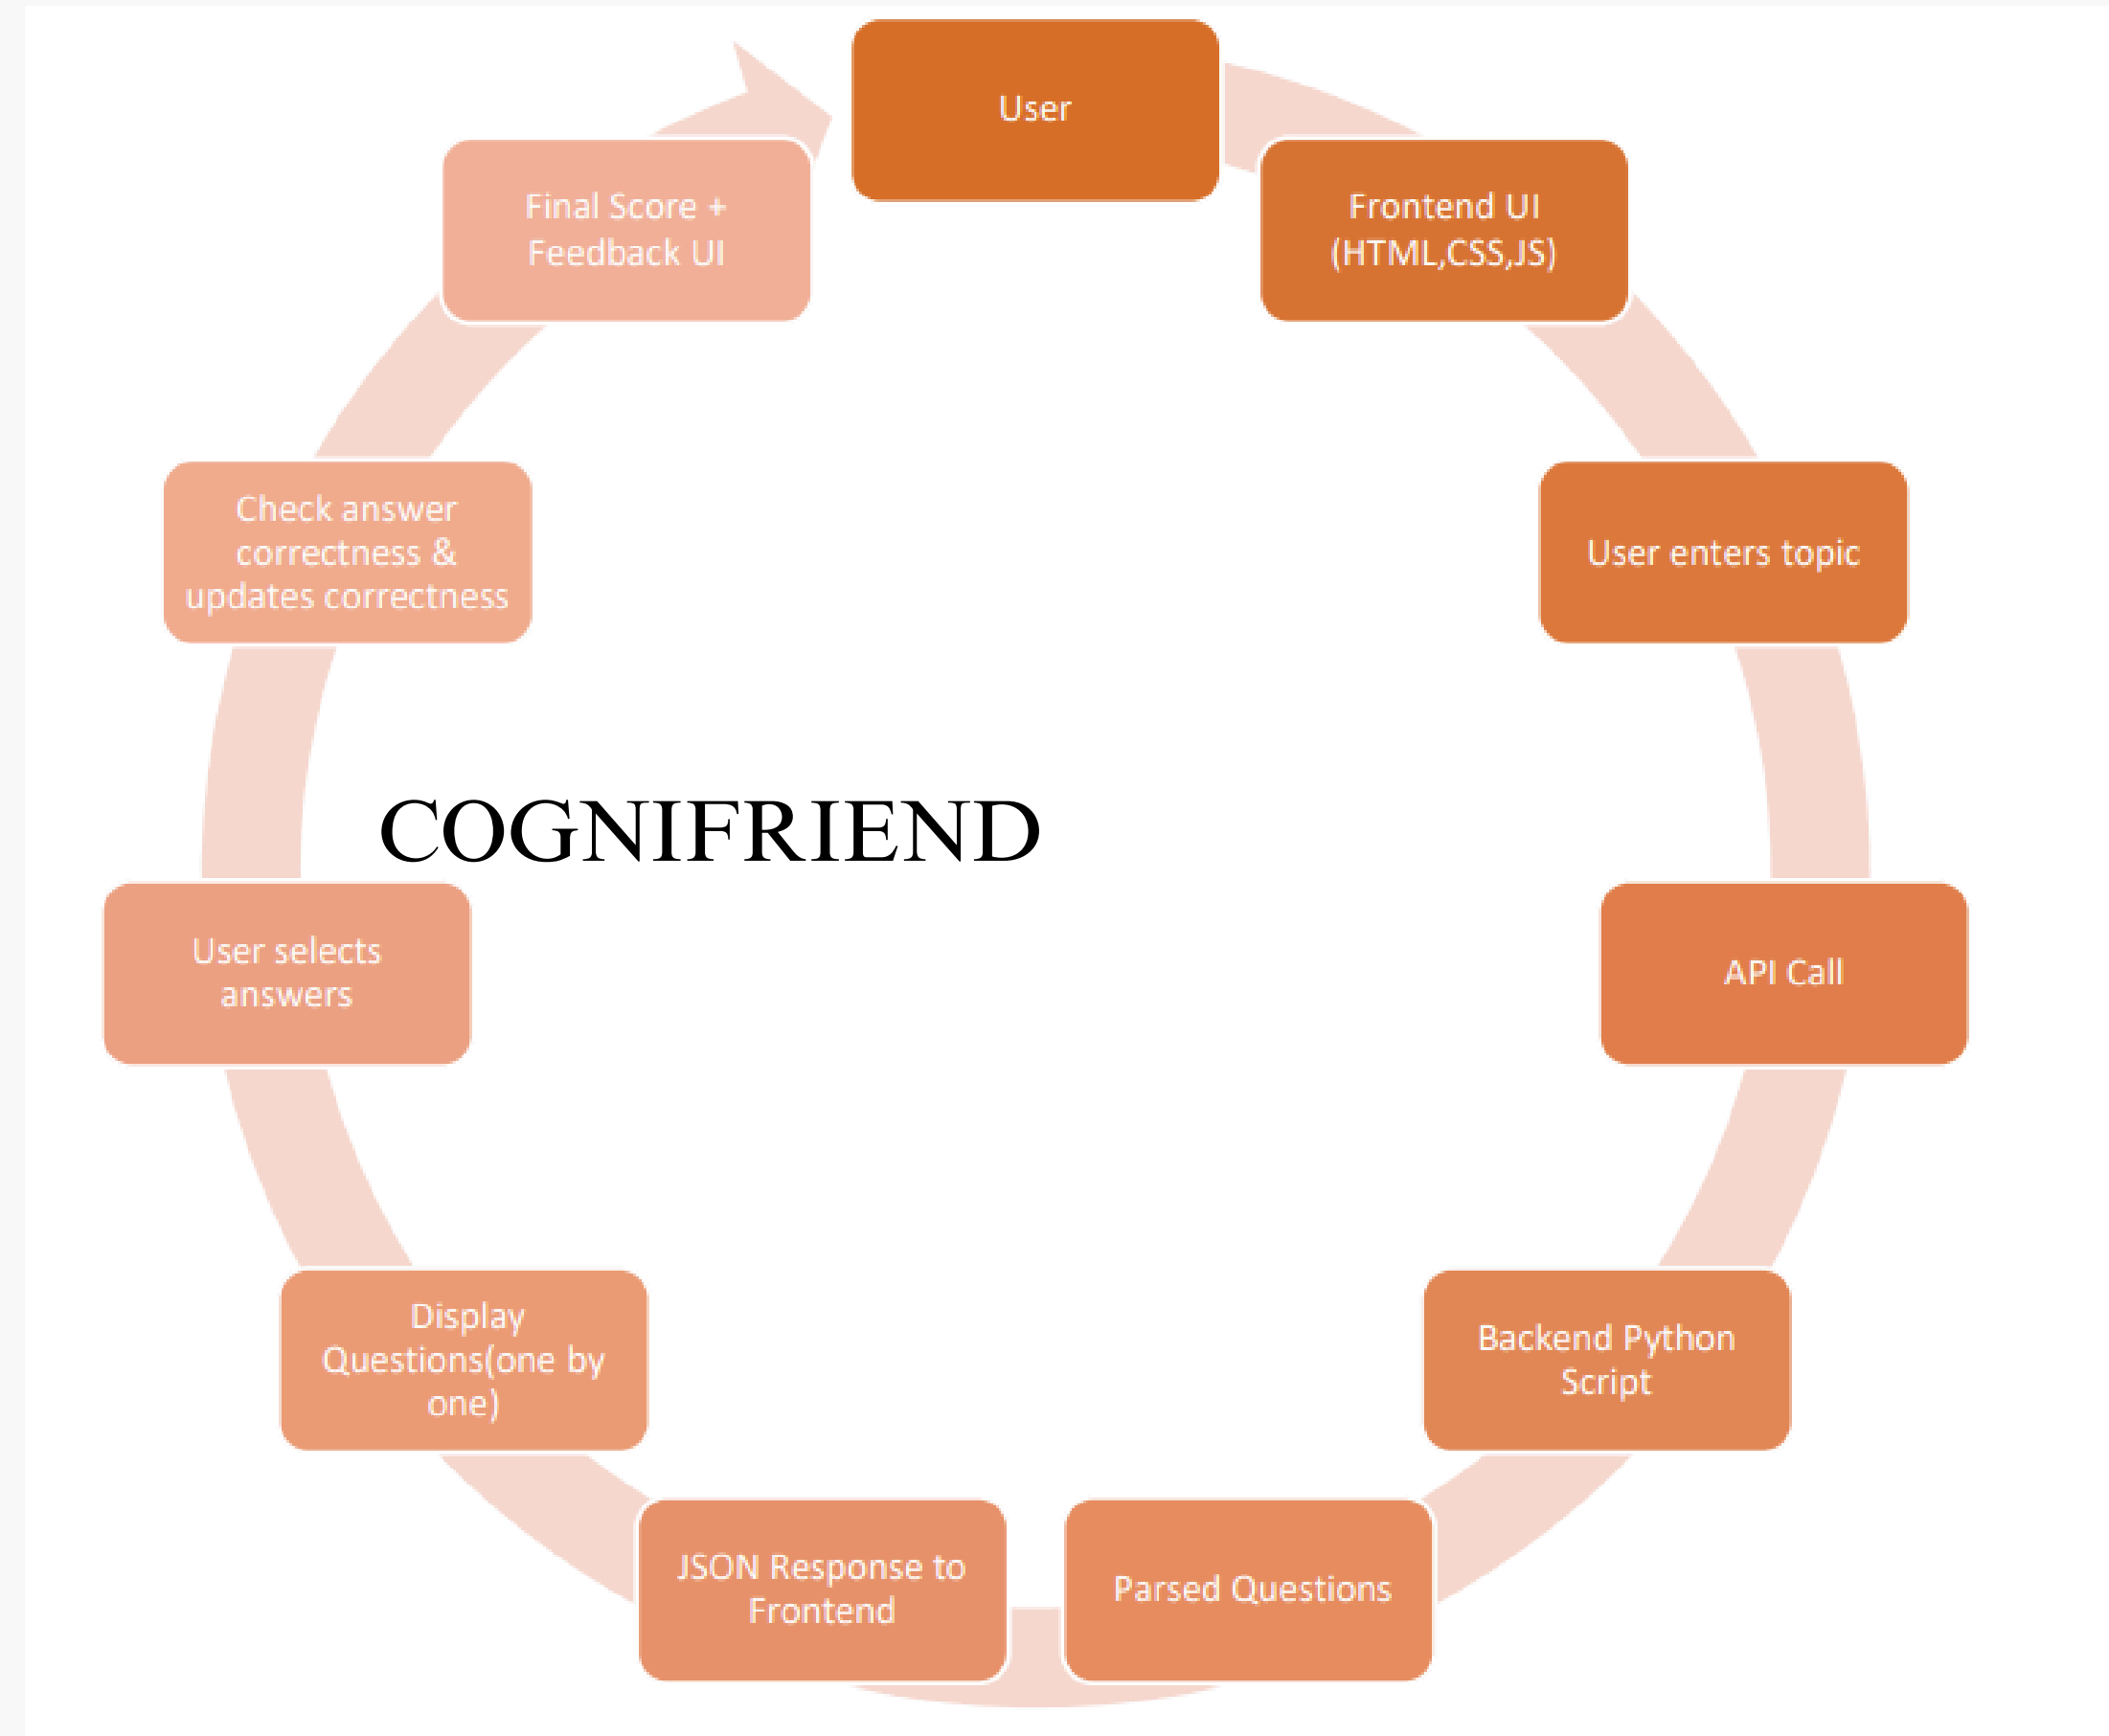 User
Frontend UI
(HTML,CSS,JS)
User enters topic
API Call
Backend Python
Script
Parsed Questions
JSON Response to
Frontend
Display
Questions(one by
one)
User selects
answers
Check answer
correctness &
updates correctness
Final Score +
Feedback UI
COGNIFRIEND